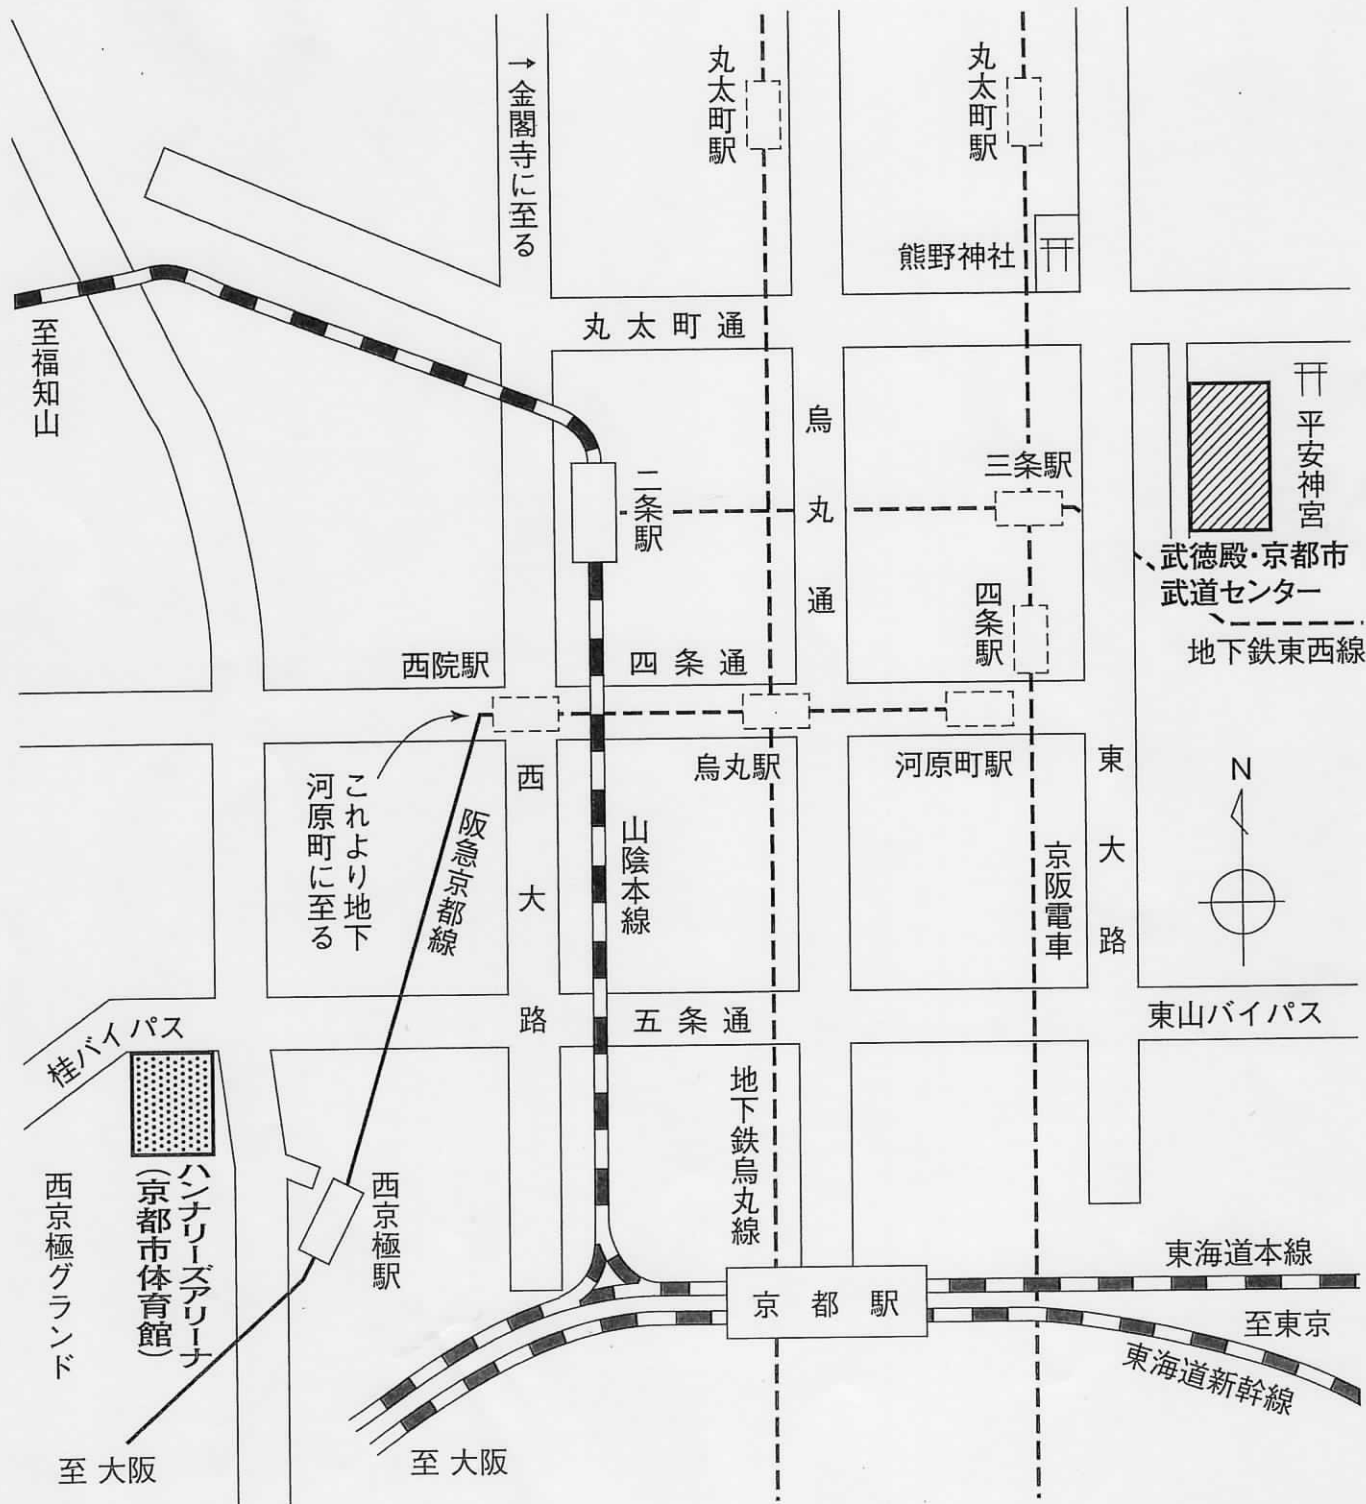 →金閣寺に至る
丸太町駅
丸太町駅
熊野神社
丸太町通
至福知山
烏丸通
平安神宮
二条駅
三条駅
武徳殿・京都市
武道センター
地下鉄東西線
四条駅
西院駅
四条通
烏丸駅
河原町駅
これより地下
河原町に至る
阪急京都線
西大路
山陰本線
京阪電車
東大路
N
桂バイパス
五条通
東山バイパス
地下鉄烏丸線
ハンナリーズアリーナ
(京都市体育館)
西京極グランド
西京極駅
京都駅
東海道本線
至東京
東海道新幹線
至 大阪
至 大阪